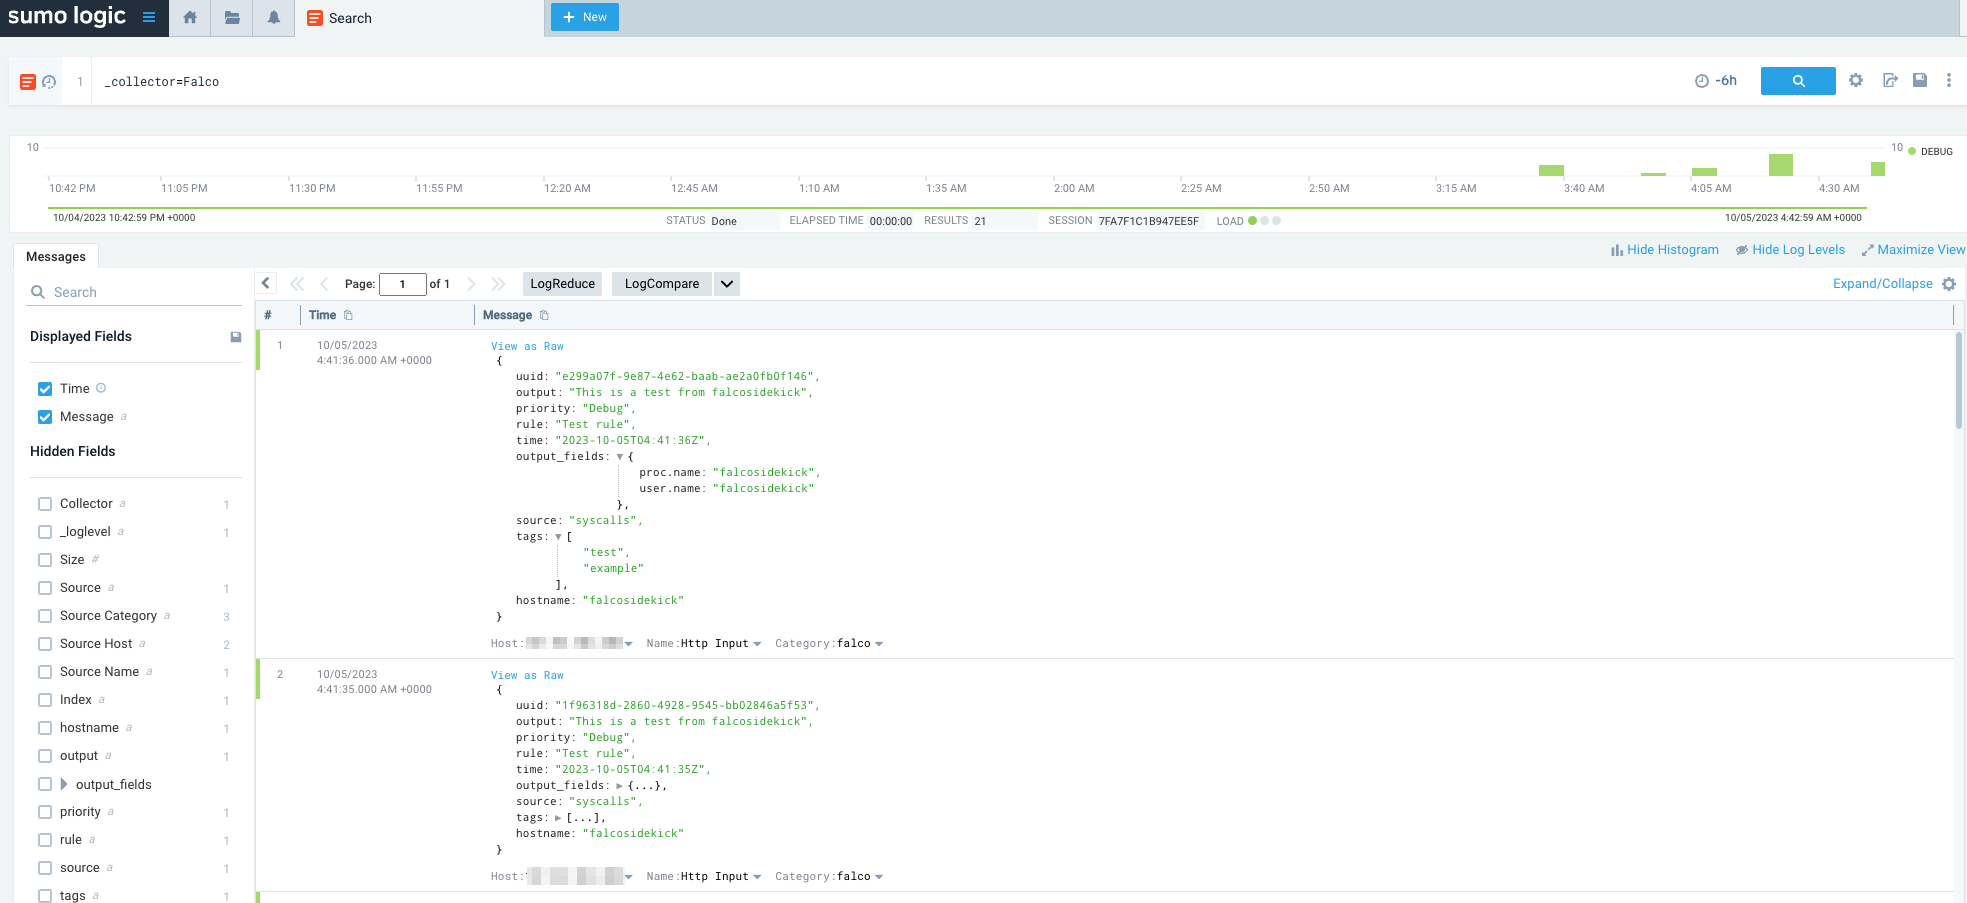 sumo logic
Search
+ New
1 _collector=Falco
-6h
10
10
DEBUG
10:42 PM 11:05 PM 11:30 PM 11:55 PM 12:20 AM 12:45 AM 1:10 AM 1:35 AM 2:00 AM 2:25 AM 2:50 AM 3:15 AM 3:40 AM 4:05 AM 4:30 AM
10/04/2023 10:42:59 PM +0000
10/05/2023 4:42:59 AM +0000
STATUS Done ELAPSED TIME 00:00:00 RESULTS 21 SESSION 7FA7F1C1B947EE5F LOAD
Messages
Hide Histogram Hide Log Levels Maximize View
Search
Page: 1 of 1 LogReduce LogCompare
Expand/Collapse
# Time Message
Displayed Fields
Time
Message a
Hidden Fields
Collector a 1
_loglevel a 1
Size #
Source a 1
Source Category a 3
Source Host a 2
Source Name a 1
Index a 1
hostname a 1
output a 1
output_fields
priority a 1
rule a 1
source a 1
tags a 1
1
10/05/2023
4:41:36.000 AM +0000
View as Raw
{
uuid: "e299a07f-9e87-4e62-baab-ae2a0fb0f146",
output: "This is a test from falcosidekick",
priority: "Debug",
rule: "Test rule",
time: "2023-10-05T04:41:36Z",
output_fields: {
proc.name: "falcosidekick",
user.name: "falcosidekick"
},
source: "syscalls",
tags: [
"test",
"example"
],
hostname: "falcosidekick"
}
Host: Name:Http Input Category:falco
2
10/05/2023
4:41:35.000 AM +0000
View as Raw
{
uuid: "1f96318d-2860-4928-9545-bb02846a5f53",
output: "This is a test from falcosidekick",
priority: "Debug",
rule: "Test rule",
time: "2023-10-05T04:41:35Z",
output_fields: {...},
source: "syscalls",
tags: [...],
hostname: "falcosidekick"
}
Host: Name:Http Input Category:falco